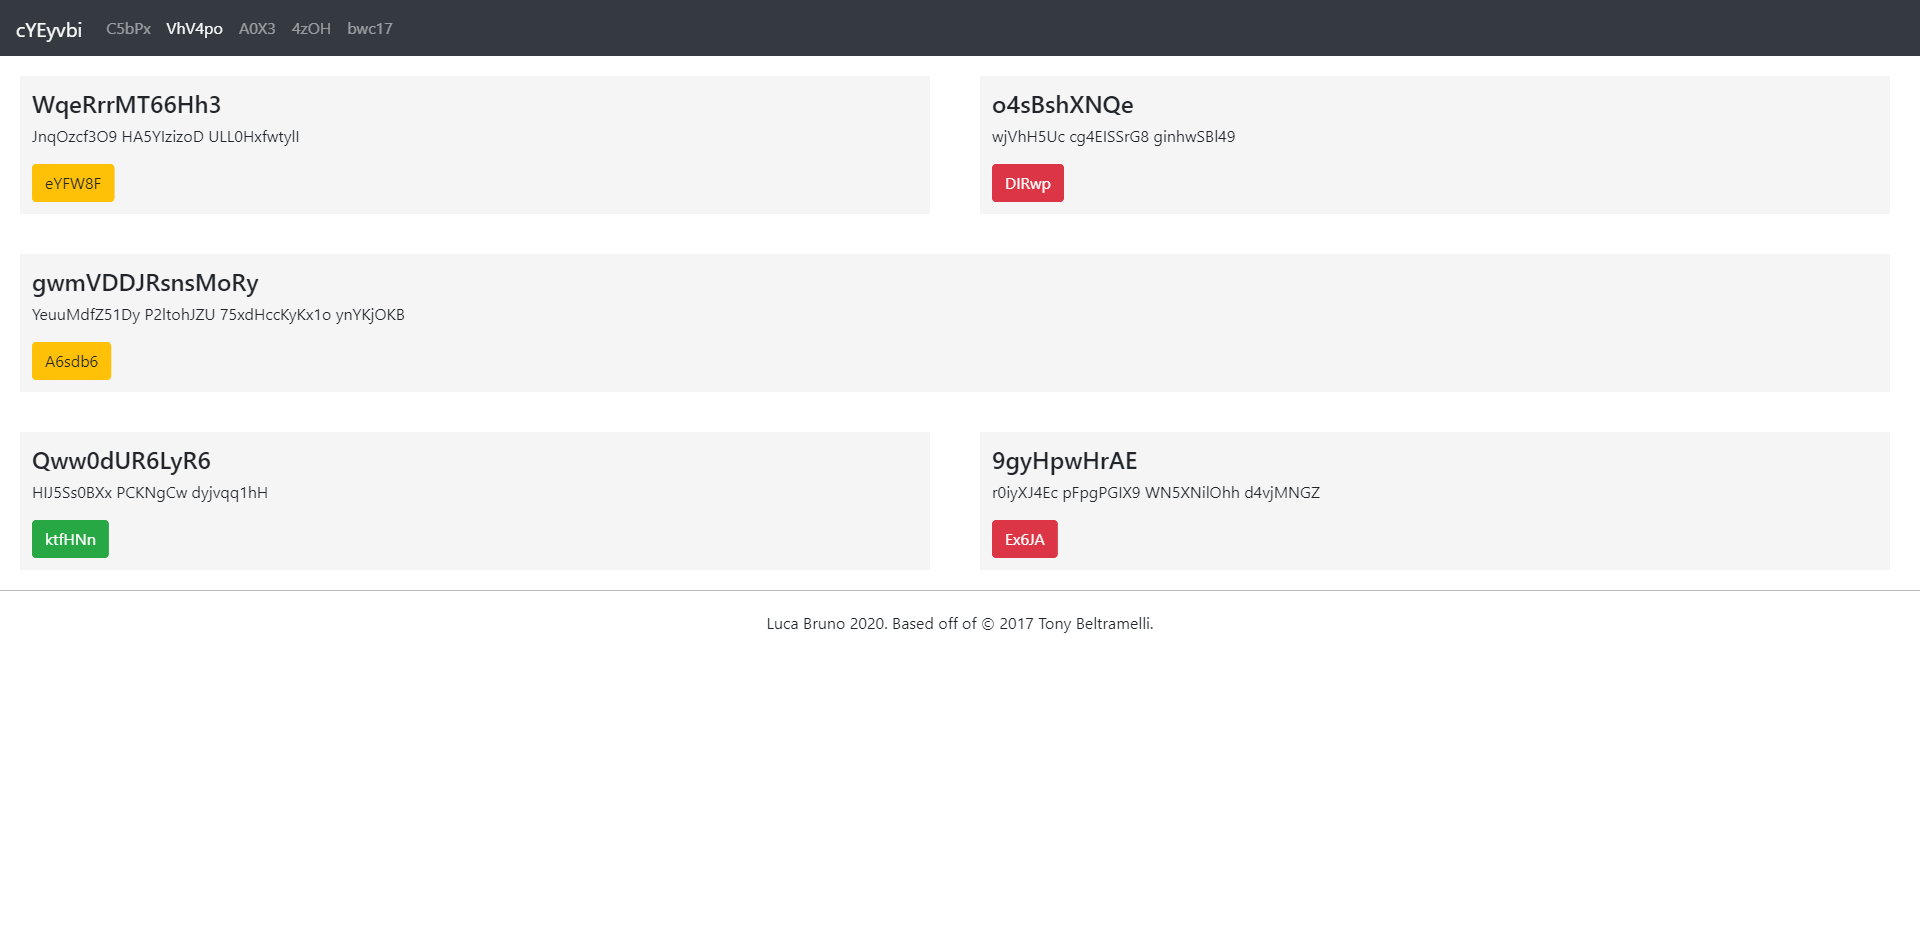 cYEyvbi C5bPx VhV4po A0X3 4zOH bwc17
WqeRrrMT66Hh3
JnqOzcf3O9 HA5YIzizoD ULL0HxfwtylI
eYFW8F
o4sBshXNQe
wjVhH5Uc cg4EISSrG8 ginhwSBl49
DIRwp
gwmVDDJRsnsMoRy
YeuuMdfZ51Dy P2ltohJZU 75xdHccKyKx1o ynYKjOKB
A6sdb6
Qww0dUR6LyR6
HIJ5Ss0BXx PCKNgCw dyjvqq1hH
ktfHNn
9gyHpwHrAE
r0iyXJ4Ec pFpgPGIX9 WN5XNilOhh d4vjMNGZ
Ex6JA
Luca Bruno 2020. Based off of © 2017 Tony Beltramelli.